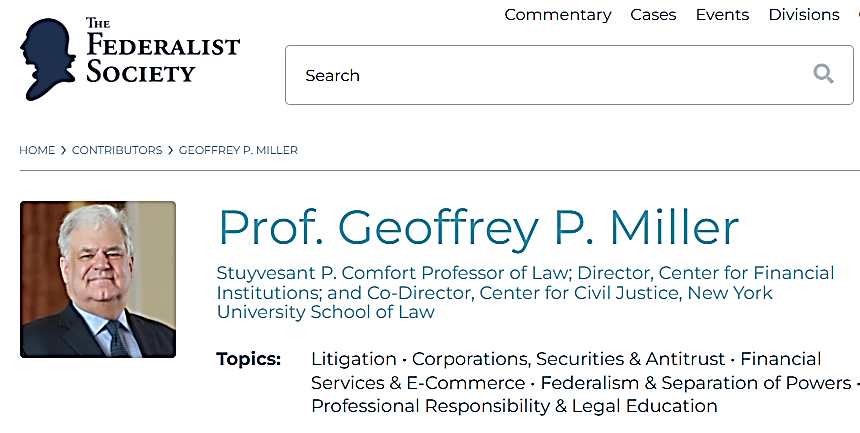 THE
FEDERALIST
SOCIETY
Commentary Cases Events Divisions
Search
HOME > CONTRIBUTORS > GEOFFREY P. MILLER
Prof. Geoffrey P. Miller
Stuyvesant P. Comfort Professor of Law; Director, Center for Financial
Institutions; and Co-Director, Center for Civil Justice, New York
University School of Law
Topics: Litigation · Corporations, Securities & Antitrust · Financial
Services & E-Commerce · Federalism & Separation of Powers ·
Professional Responsibility & Legal Education